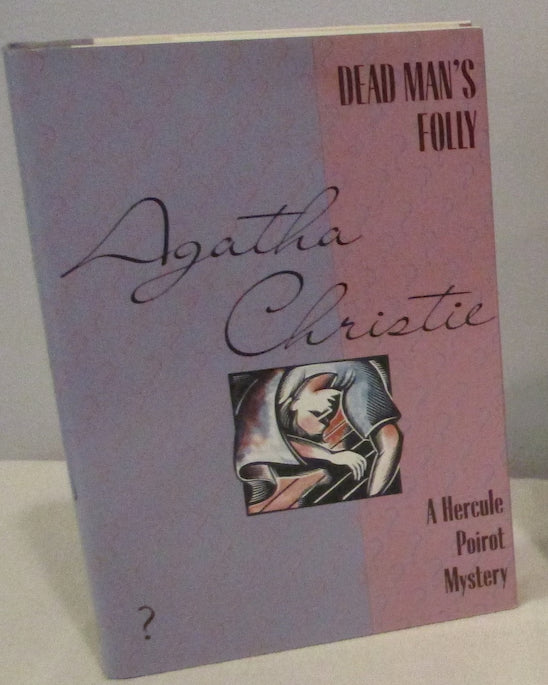 DEAD MAN'S
FOLLY
Agatha
Christie
A Hercule
Poirot
Mystery
?